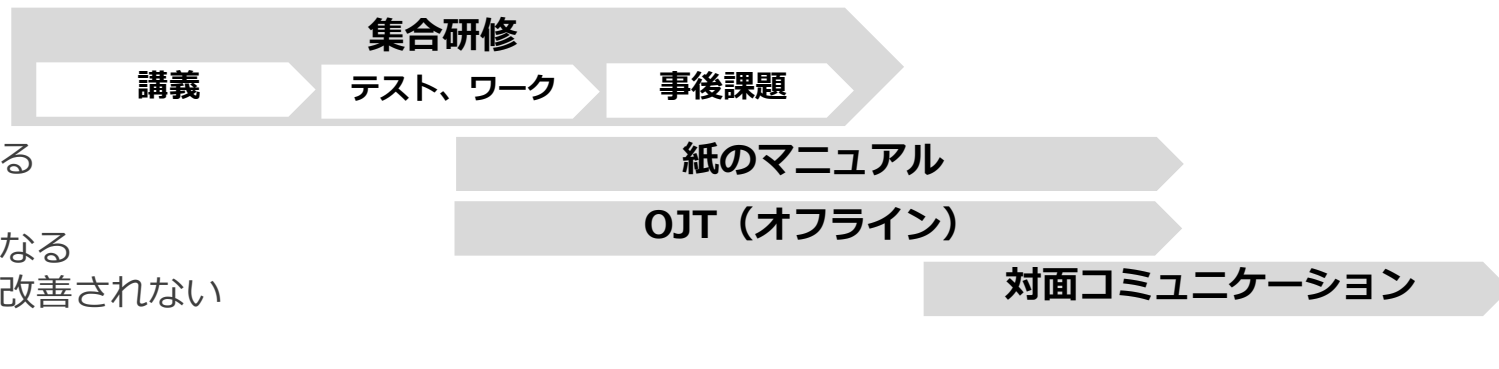 集合研修
講義
テスト、ワーク
事後課題
る
紙のマニュアル
OJT（オフライン）
なる
改善されない
対面コミュニケーション